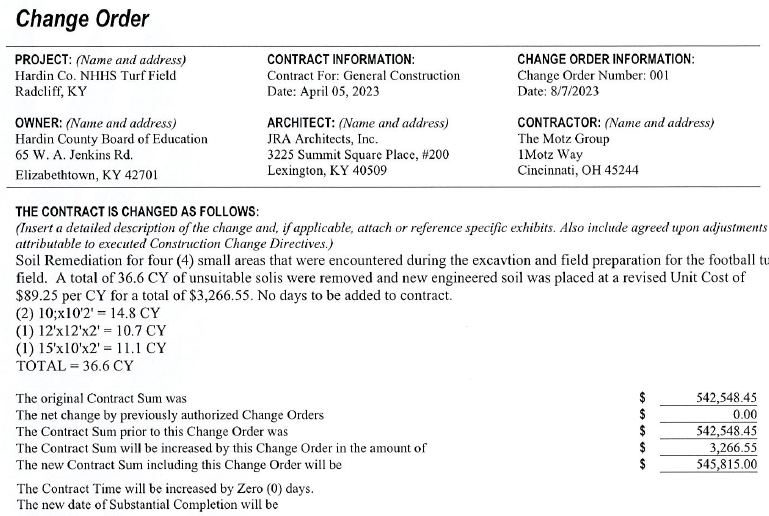 Change Order
PROJECT: (Name and address)
Hardin Co. NHHS Turf Field
Radcliff, KY
CONTRACT INFORMATION:
Contract For: General Construction
Date: April 05, 2023
CHANGE ORDER INFORMATION:
Change Order Number: 001
Date: 8/7/2023
OWNER: (Name and address)
Hardin County Board of Education
65 W. A. Jenkins Rd.
Elizabethtown, KY 42701
ARCHITECT: (Name and address)
JRA Architects, Inc.
3225 Summit Square Place, #200
Lexington, KY 40509
CONTRACTOR: (Name and address)
The Motz Group
1Motz Way
Cincinnati, OH 45244
THE CONTRACT IS CHANGED AS FOLLOWS:
(Insert a detailed description of the change and, if applicable, attach or reference specific exhibits. Also include agreed upon adjustments
attributable to executed Construction Change Directives.)
Soil Remediation for four (4) small areas that were encountered during the excavtion and field preparation for the football tu
field. A total of 36.6 CY of unsuitable solis were removed and new engineered soil was placed at a revised Unit Cost of
$89.25 per CY for a total of $3,266.55. No days to be added to contract.
(2) 10;x10'2' = 14.8 CY
(1) 12'x12'x2' = 10.7 CY
(1) 15'x10'x2' = 11.1 CY
TOTAL = 36.6 CY
The original Contract Sum was $ 542,548.45
The net change by previously authorized Change Orders $ 0.00
The Contract Sum prior to this Change Order was $ 542,548.45
The Contract Sum will be increased by this Change Order in the amount of $ 3,266.55
The new Contract Sum including this Change Order will be $ 545,815.00
The Contract Time will be increased by Zero (0) days.
The new date of Substantial Completion will be